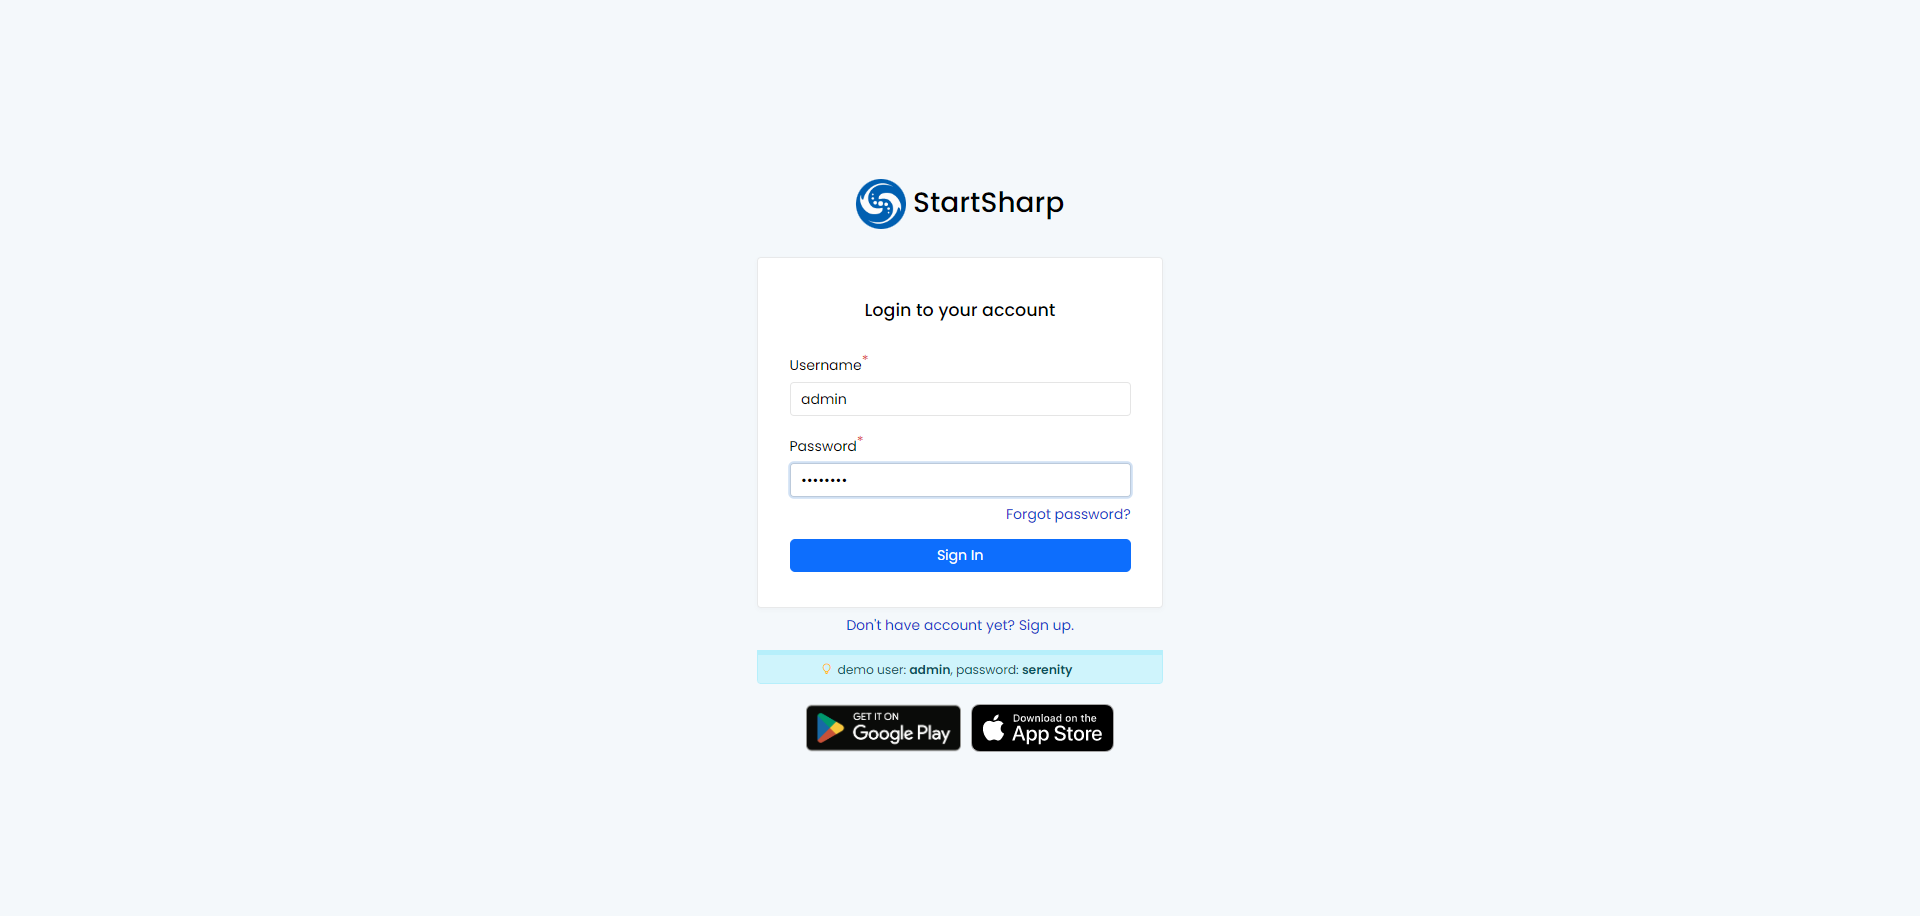 StartSharp
Login to your account
Username*
admin
Password*
••••••••
Forgot password?
Sign In
Don't have account yet? Sign up.
demo user: admin, password: serenity
GET IT ON
Google Play
Download on the
App Store